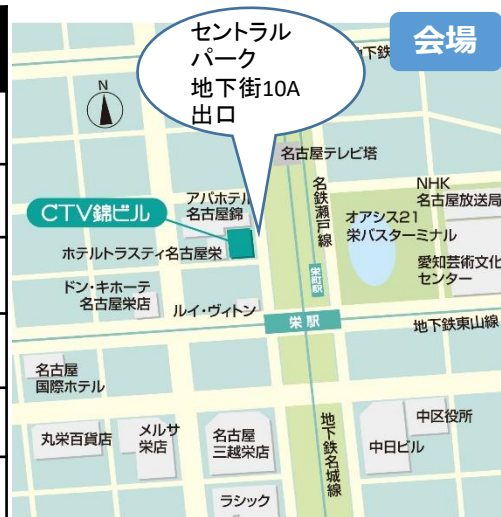 会場
セントラル
パーク
地下街10A
出口
地下鉄
N
名古屋テレビ塔
アパホテル
名古屋錦
CTV錦ビル
名鉄瀬戸線
NHK
名古屋放送局
オアシス21
栄バスターミナル
ホテルトラスティ名古屋栄
愛知芸術文化
センター
栄町駅
ドン・キホーテ
名古屋栄店
ルイ・ヴィトン
栄駅
地下鉄東山線
名古屋
国際ホテル
丸栄百貨店
メルサ
栄店
名古屋
三越栄店
地下鉄名城線
中区役所
中日ビル
ラシック